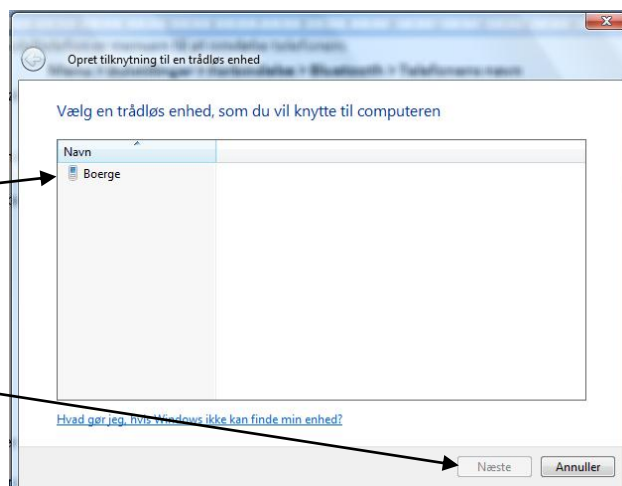 Opret tilknytning til en trådløs enhed
Vælg en trådløs enhed, som du vil knytte til computeren
Navn
Boerge
Hvad gør jeg, hvis Windows ikke kan finde min enhed?
Næste
Annuller